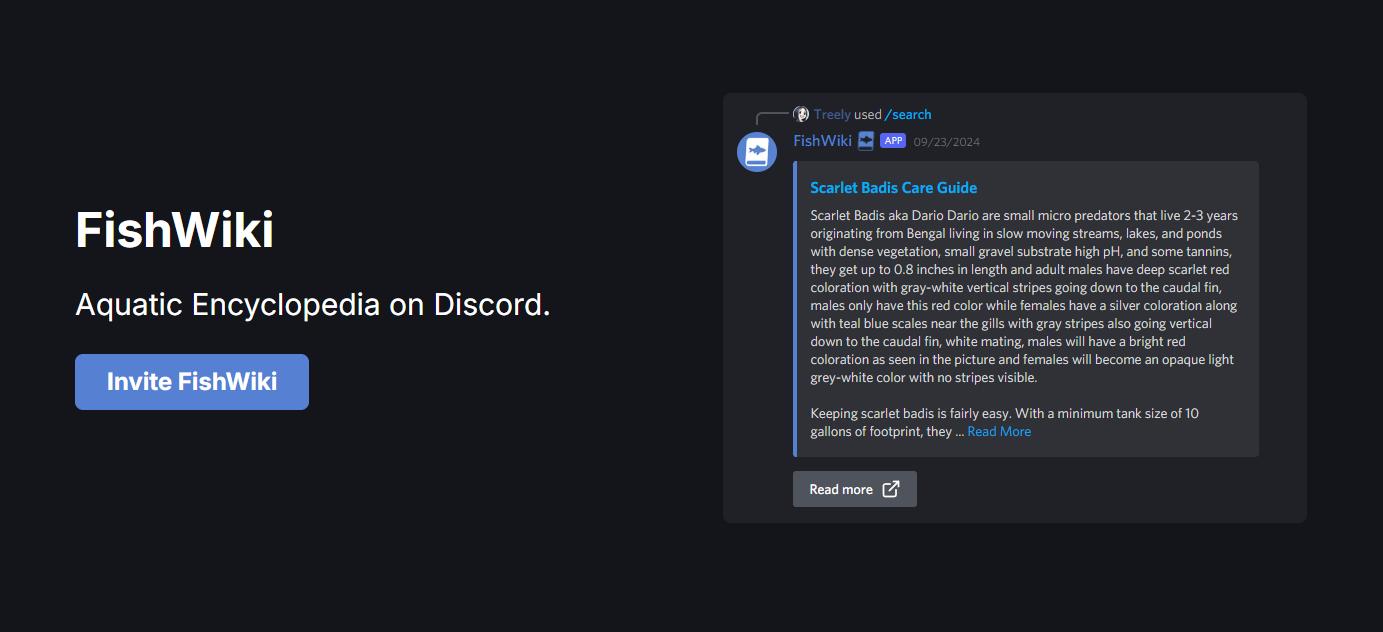 FishWiki
Aquatic Encyclopedia on Discord.
Invite FishWiki
Treely used /search
FishWiki APP 09/23/2024
Scarlet Badis Care Guide
Scarlet Badis aka Dario Dario are small micro predators that live 2-3 years
originating from Bengal living in slow moving streams, lakes, and ponds
with dense vegetation, small gravel substrate high pH, and some tannins,
they get up to 0.8 inches in length and adult males have deep scarlet red
coloration with gray-white vertical stripes going down to the caudal fin,
males only have this red color while females have a silver coloration along
with teal blue scales near the gills with gray stripes also going vertical
down to the caudal fin, white mating, males will have a bright red
coloration as seen in the picture and females will become an opaque light
grey-white color with no stripes visible.
Keeping scarlet badis is fairly easy. With a minimum tank size of 10
gallons of footprint, they ... Read More
Read more